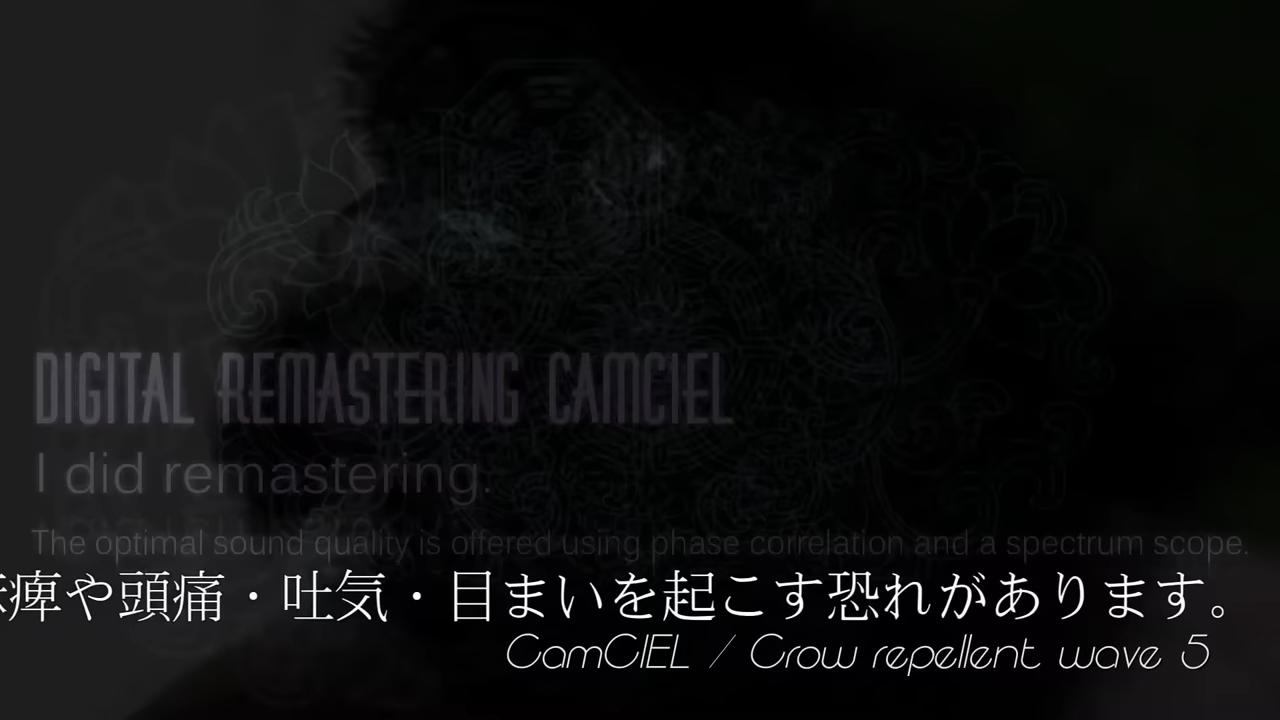 DIGITAL REMASTERING CAMCIEL
I did remastering.
The optimal sound quality is offered using phase correlation and a spectrum scope.
痺や頭痛・吐気・目まいを起こす恐れがあります。
CamCIEL / Crow repellent wave 5